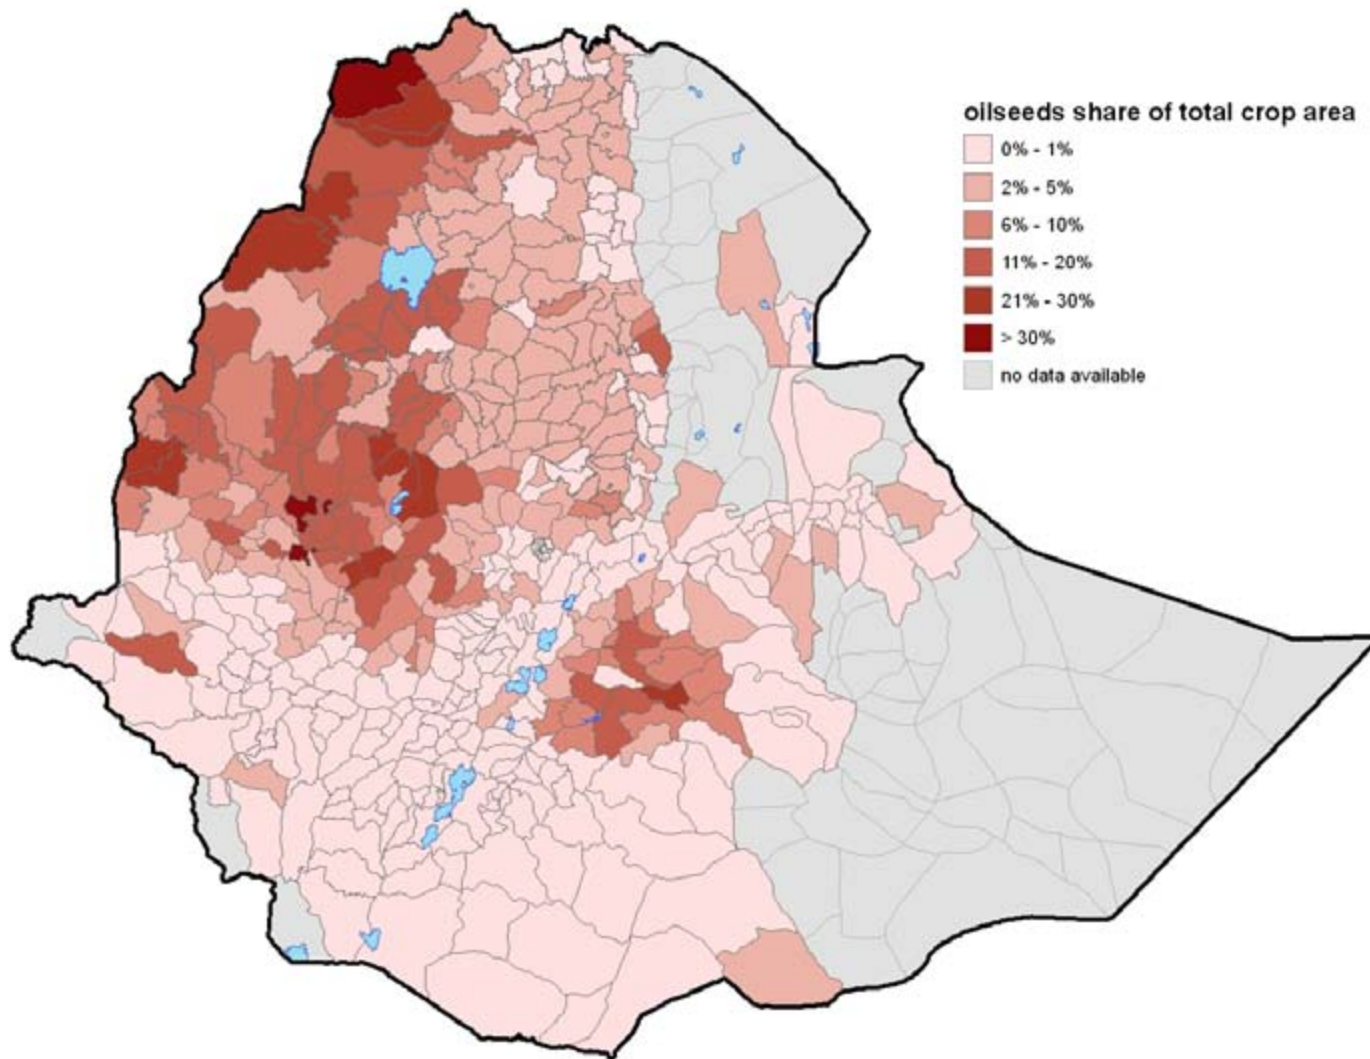 oilseeds share of total crop area
0% - 1%
2% - 5%
6% - 10%
11% - 20%
21% - 30%
> 30%
no data available